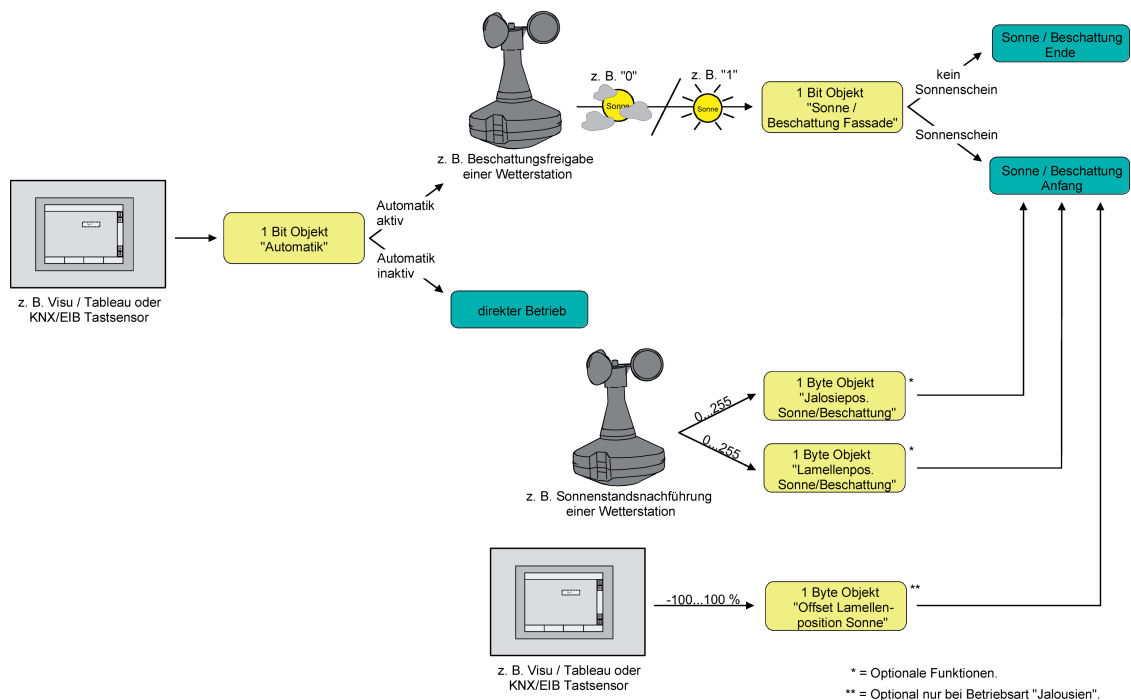 Sonne / Beschattung
Ende
z. B. "0"
z. B. "1"
Sonne
Sonne
kein
Sonnenschein
1 Bit Objekt
"Sonne /
Beschattung Fassade"
Sonnenschein
z. B. Beschattungsfreigabe
einer Wetterstation
Sonne / Beschattung
Anfang
Automatik
aktiv
1 Bit Objekt
"Automatik"
Automatik
inaktiv
z. B. Visu / Tableau oder
KNX/EIB Tastsensor
direkter Betrieb
0...255
1 Byte Objekt
"Jalosiepos.
Sonne/Beschattung"
*
0...255
1 Byte Objekt
"Lamellenpos.
Sonne/Beschattung"
*
z. B. Sonnenstandsnachführung
einer Wetterstation
-100...100 %
1 Byte Objekt
"Offset Lamellen-
position Sonne"
**
z. B. Visu / Tableau oder
KNX/EIB Tastsensor
* = Optionale Funktionen.
** = Optional nur bei Betriebsart "Jalousien".